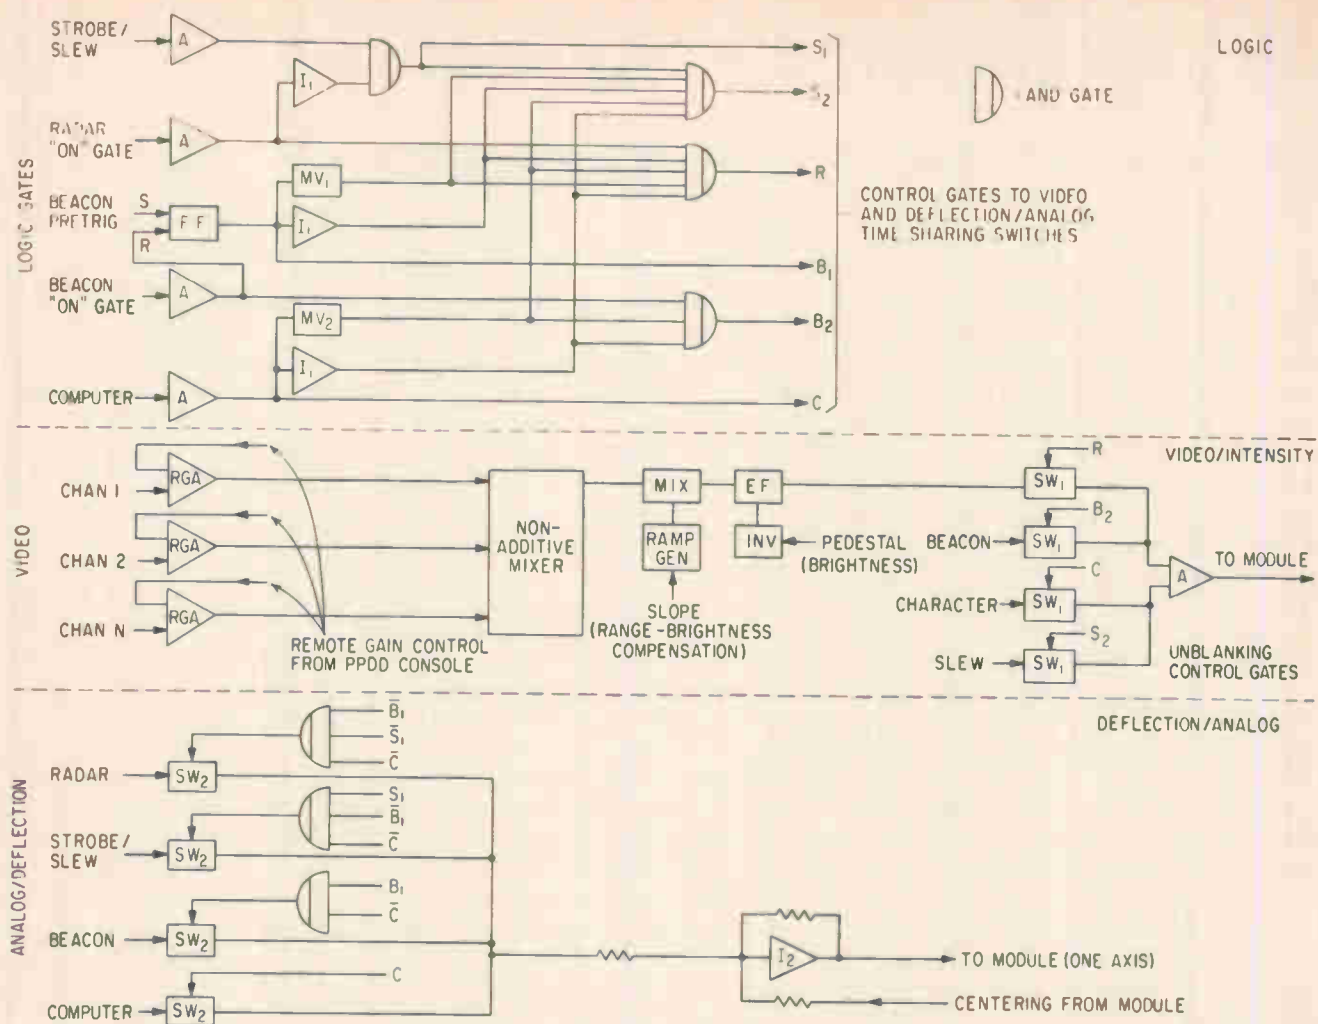 STROBE/
SLEW
A
I₁
S₁
S₂
LOGIC
AND GATE
RADAR
"ON" GATE
A
R
LOGIC GATES
BEACON
PRETRIG
S
R
FF
MV₁
I₁
CONTROL GATES TO VIDEO
AND DEFLECTION/ANALOG
TIME SHARING SWITCHES
B₁
BEACON
"ON" GATE
A
MV₂
B₂
I₁
COMPUTER
A
C
VIDEO
VIDEO/INTENSITY
CHAN 1
RGA
CHAN 2
RGA
CHAN N
RGA
REMOTE GAIN CONTROL
FROM PPDD CONSOLE
NON-
ADDITIVE
MIXER
MIX
RAMP
GEN
SLOPE
(RANGE-BRIGHTNESS
COMPENSATION)
EF
INV
PEDESTAL
(BRIGHTNESS)
R
SW₁
B₂
BEACON
SW₁
C
CHARACTER
SW₁
S₂
SLEW
SW₁
A
TO MODULE
UNBLANKING
CONTROL GATES
ANALOG/DEFLECTION
DEFLECTION/ANALOG
B̄₁
S̄₁
C̄
RADAR
SW₂
S₁
B̄₁
C̄
STROBE/
SLEW
SW₂
B₁
C̄
BEACON
SW₂
C
COMPUTER
SW₂
I₂
TO MODULE (ONE AXIS)
CENTERING FROM MODULE